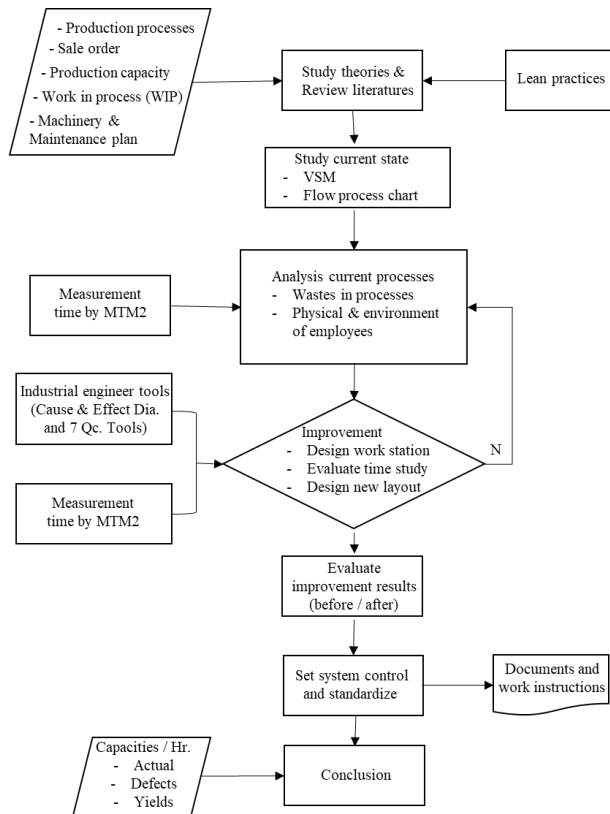 - Production processes
- Sale order
- Production capacity
- Work in process (WIP)
- Machinery &
Maintenance plan
Study theories &
Review literatures
Lean practices
Study current state
- VSM
- Flow process chart
Measurement
time by MTM2
Analysis current processes
- Wastes in processes
- Physical & environment
of employees
Industrial engineer tools
(Cause & Effect Dia.
and 7 Qc. Tools)
Measurement
time by MTM2
Improvement
- Design work station
- Evaluate time study
- Design new layout
N
Evaluate
improvement results
(before / after)
Set system control
and standardize
Documents and
work instructions
Capacities / Hr.
- Actual
- Defects
- Yields
Conclusion